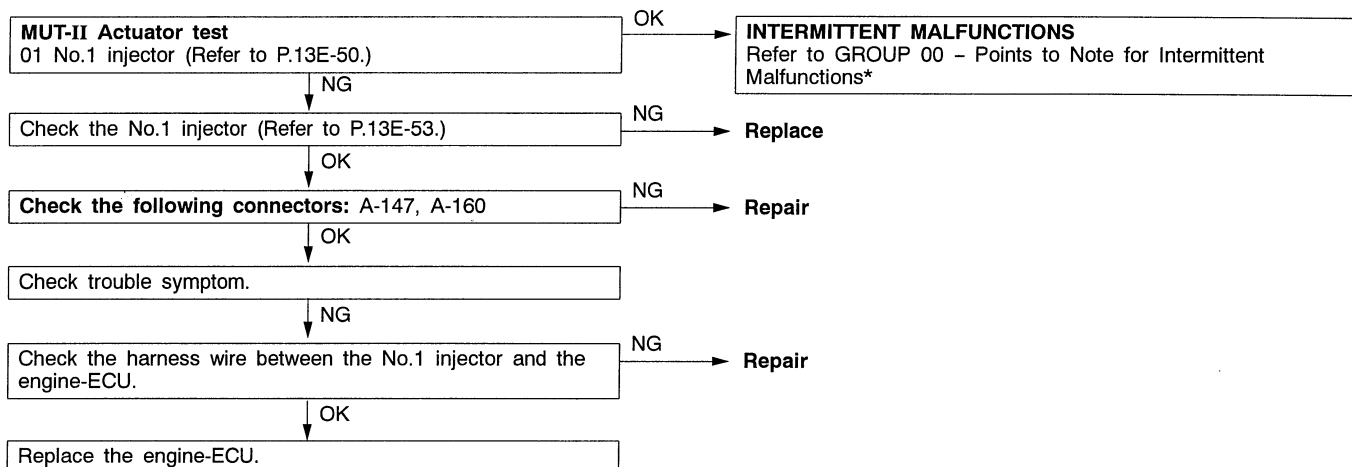 MUT-II Actuator test
01 No.1 injector (Refer to P.13E-50.)
OK
INTERMITTENT MALFUNCTIONS
Refer to GROUP 00 – Points to Note for Intermittent
Malfunctions*
NG
Check the No.1 injector (Refer to P.13E-53.)
NG
Replace
OK
Check the following connectors: A-147, A-160
NG
Repair
OK
Check trouble symptom.
NG
Check the harness wire between the No.1 injector and the
engine-ECU.
NG
Repair
OK
Replace the engine-ECU.